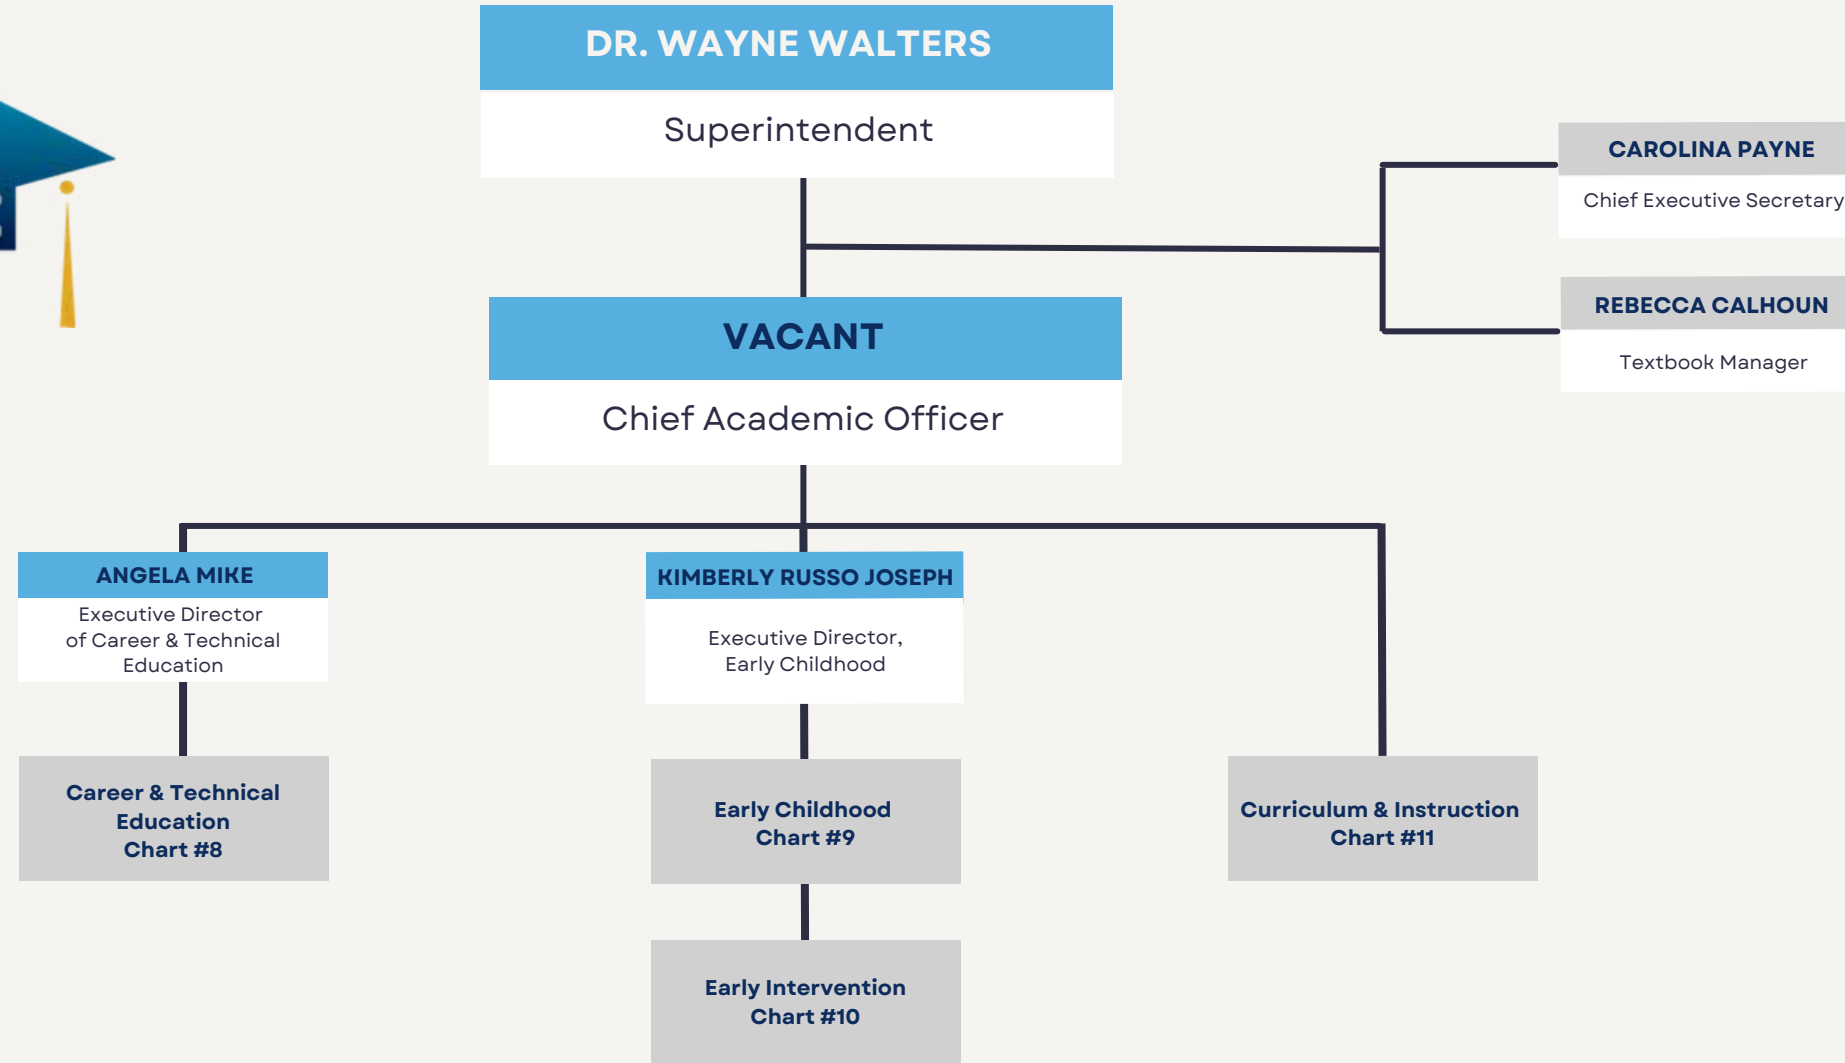 DR. WAYNE WALTERS
Superintendent
CAROLINA PAYNE
Chief Executive Secretary
REBECCA CALHOUN
Textbook Manager
VACANT
Chief Academic Officer
ANGELA MIKE
Executive Director
of Career & Technical
Education
KIMBERLY RUSSO JOSEPH
Executive Director,
Early Childhood
Career & Technical
Education
Chart #8
Early Childhood
Chart #9
Curriculum & Instruction
Chart #11
Early Intervention
Chart #10